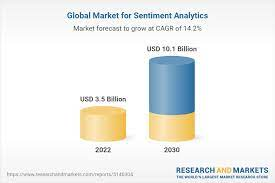 Global Market for Sentiment Analytics
Market forecast to grow at CAGR of 14.2%
USD 10.1 Billion
USD 3.5 Billion
2022
2030
RESEARCH AND MARKETS
THE WORLD'S LARGEST MARKET RESEARCH STORE